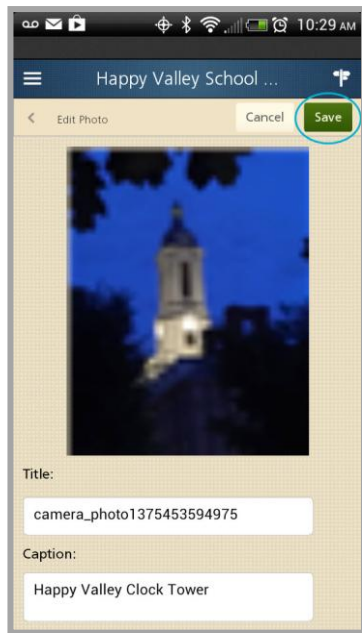 10:29 AM
Happy Valley School ...
Edit Photo
Cancel
Save
Title:
camera_photo1375453594975
Caption:
Happy Valley Clock Tower